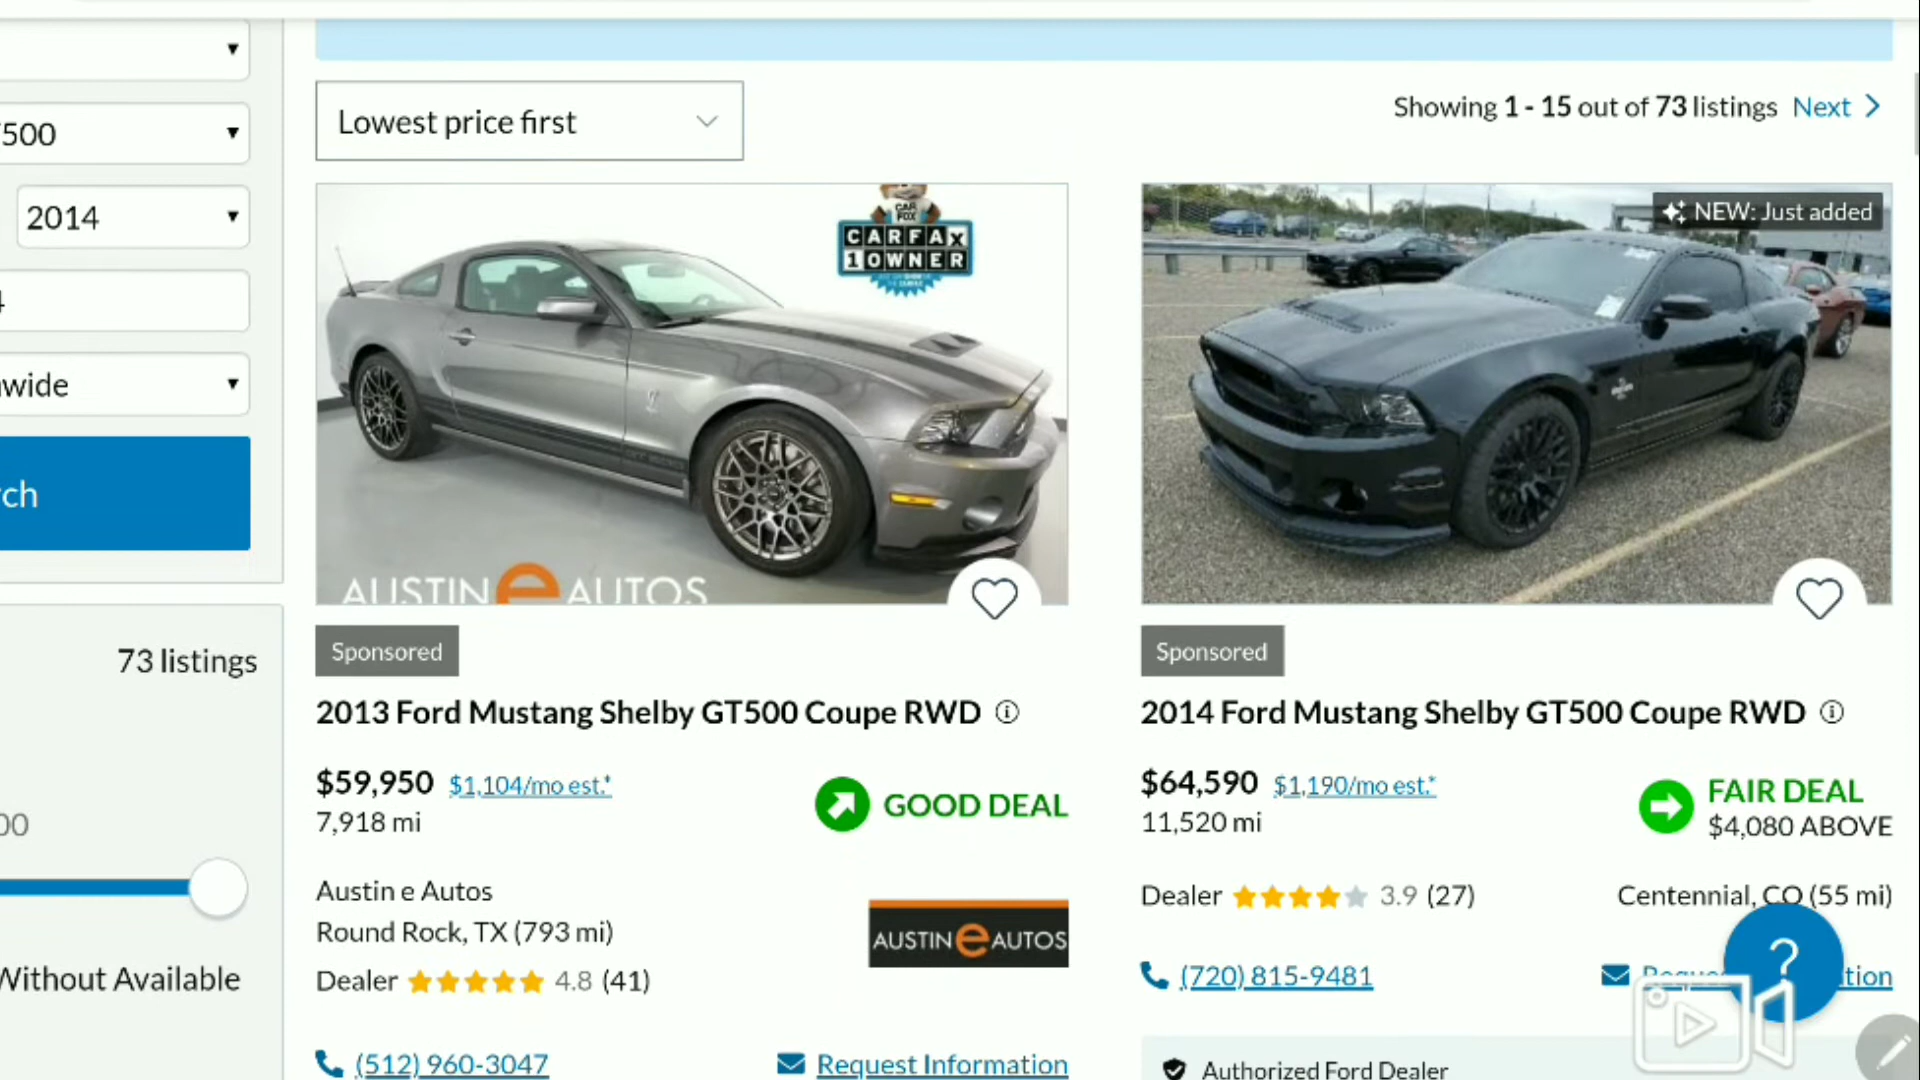 Lowest price first
Showing 1 - 15 out of 73 listings Next
500
2014
wide
ch
73 listings
00
Without Available
CAR FOX
CARFAX
1 OWNER
AUSTIN e AUTOS
Sponsored
2013 Ford Mustang Shelby GT500 Coupe RWD
$59,950 $1,104/mo est.*
7,918 mi
GOOD DEAL
Austin e Autos
Round Rock, TX (793 mi)
Dealer 4.8 (41)
AUSTIN e AUTOS
(512) 960-3047
Request Information
NEW: Just added
Sponsored
2014 Ford Mustang Shelby GT500 Coupe RWD
$64,590 $1,190/mo est.*
11,520 mi
FAIR DEAL
$4,080 ABOVE
Dealer 3.9 (27)
Centennial, CO (55 mi)
(720) 815-9481
?
tion
Authorized Ford Dealer